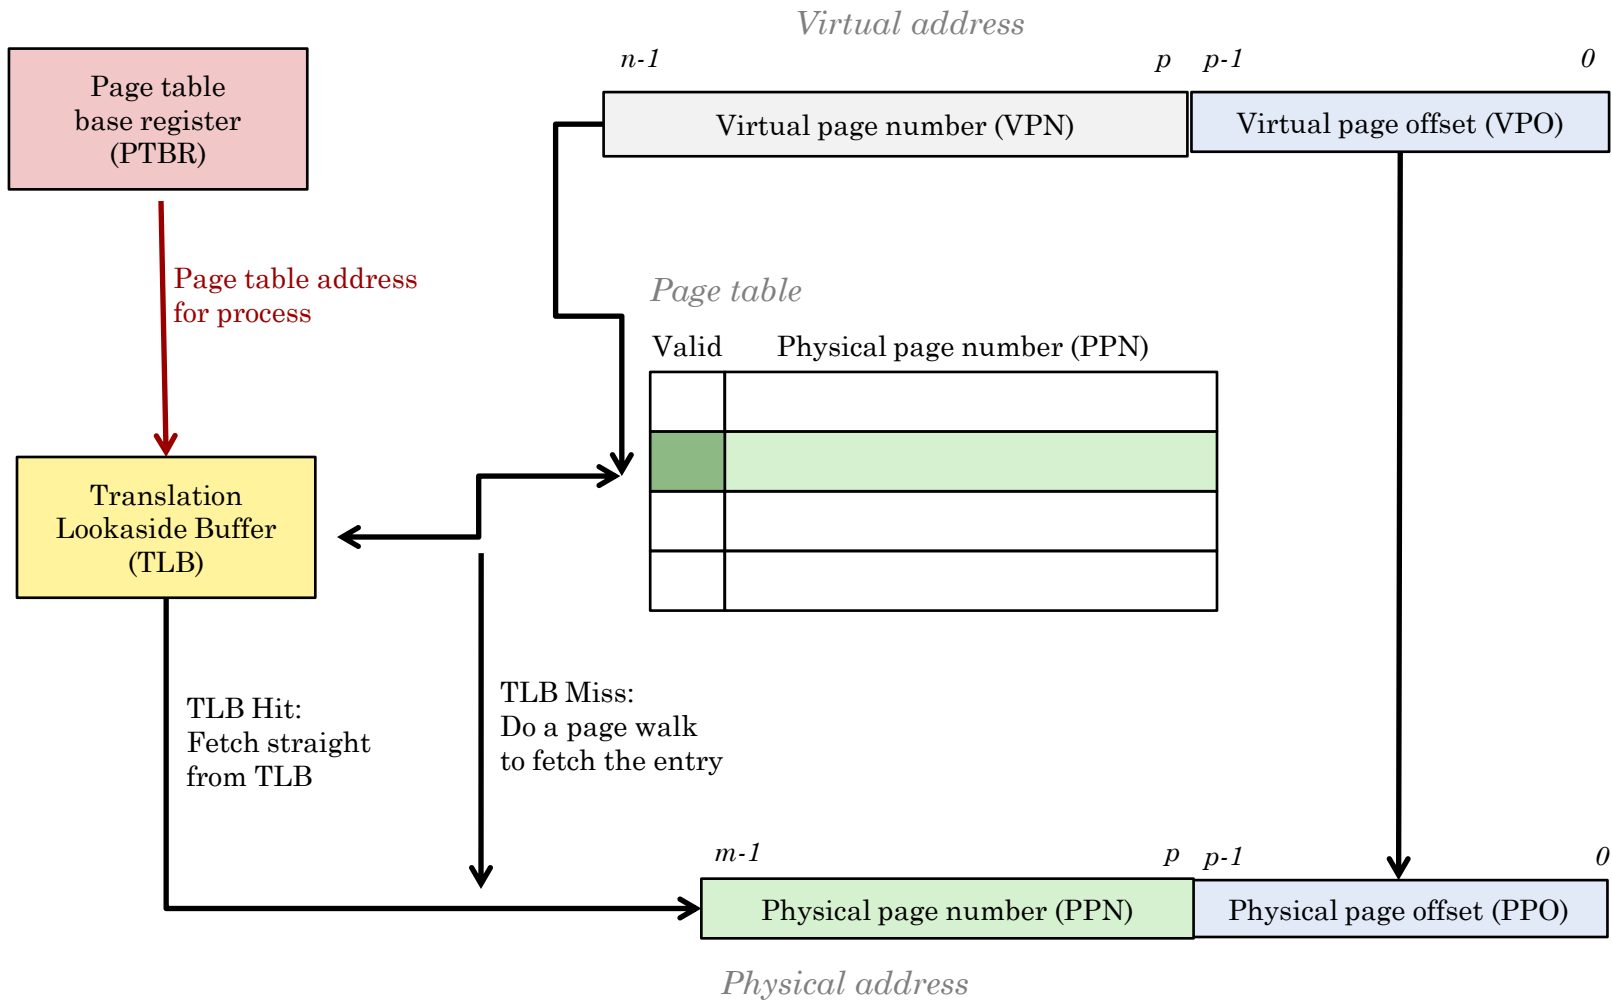 Virtual address
n-1
p
p-1
0
Page table
base register
(PTBR)
Virtual page number (VPN)
Virtual page offset (VPO)
Page table address
for process
Page table
Valid
Physical page number (PPN)
Translation
Lookaside Buffer
(TLB)
TLB Hit:
Fetch straight
from TLB
TLB Miss:
Do a page walk
to fetch the entry
m-1
p
p-1
0
Physical page number (PPN)
Physical page offset (PPO)
Physical address